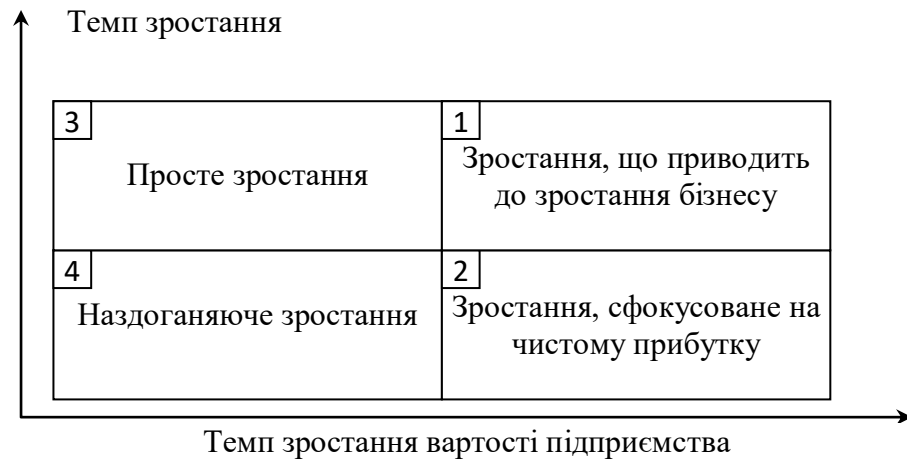 Темп зростання
3
Просте зростання
1
Зростання, що приводить
до зростання бізнесу
4
Наздоганяюче зростання
2
Зростання, сфокусоване на
чистому прибутку
Темп зростання вартості підприємства